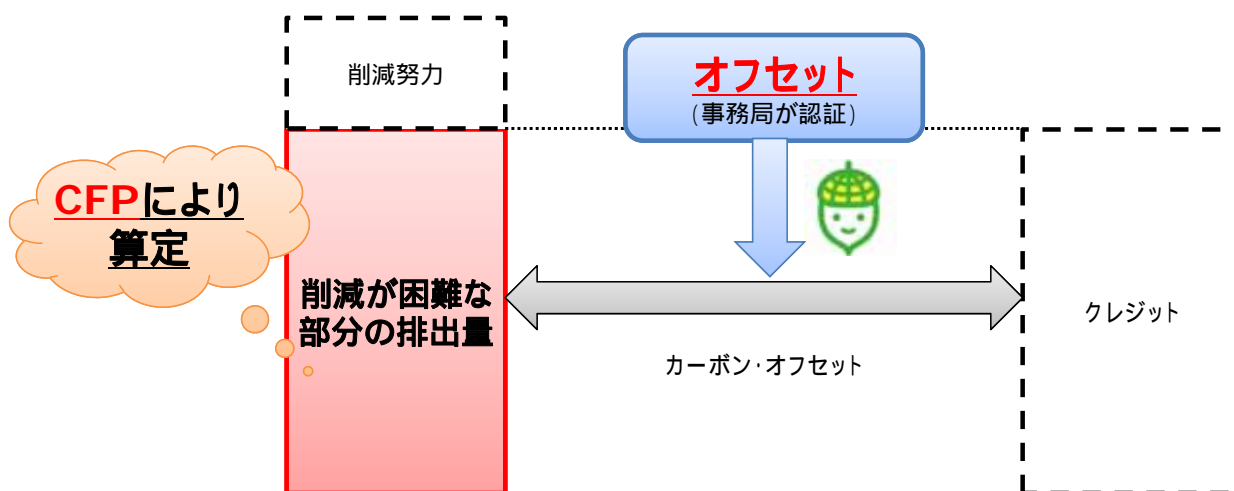 削減努力
オフセット
(事務局が認証)
CFPにより
算定
削減が困難な
部分の排出量
クレジット
カーボン・オフセット